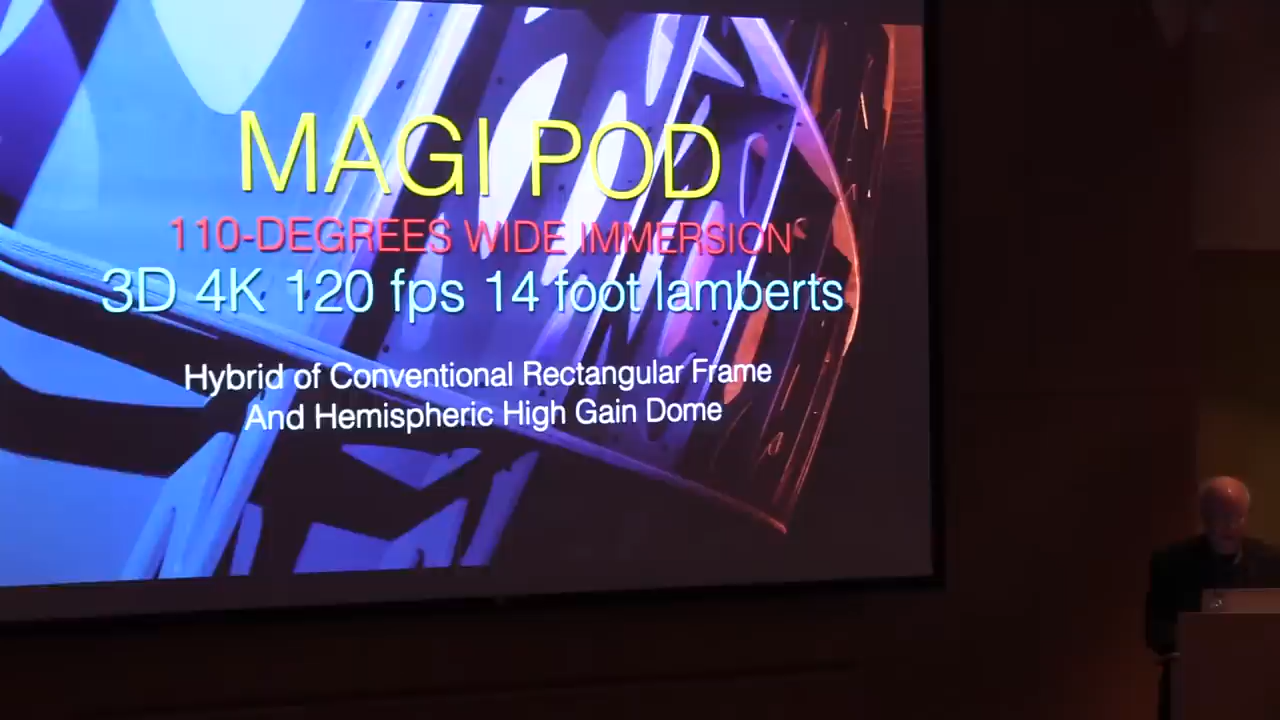 MAGI POD
110-DEGREES WIDE IMMERSION
3D 4K 120 fps 14 foot lamberts
Hybrid of Conventional Rectangular Frame
And Hemispheric High Gain Dome